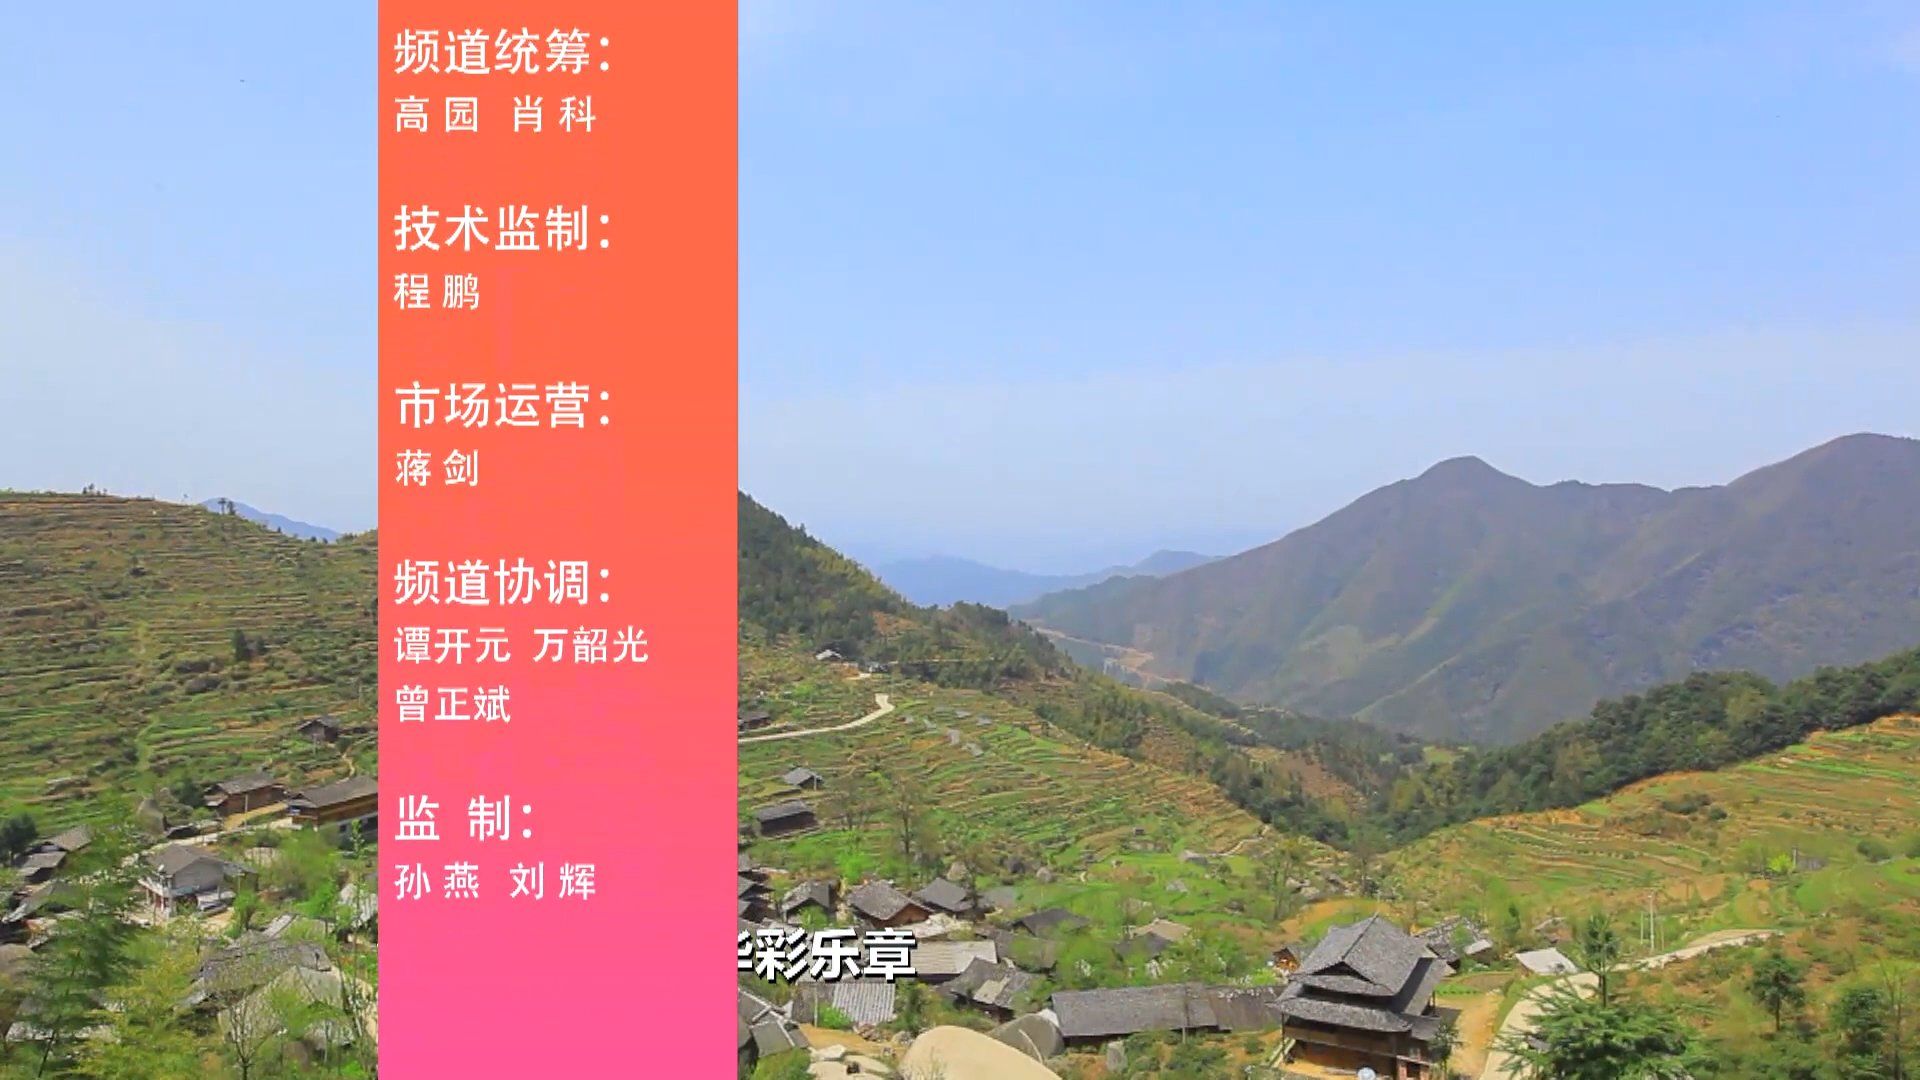 频道统筹：
高园 肖科
技术监制：
程鹏
市场运营：
蒋剑
频道协调：
谭开元 万韶光
曾正斌
监 制：
孙燕 刘辉
彩乐章